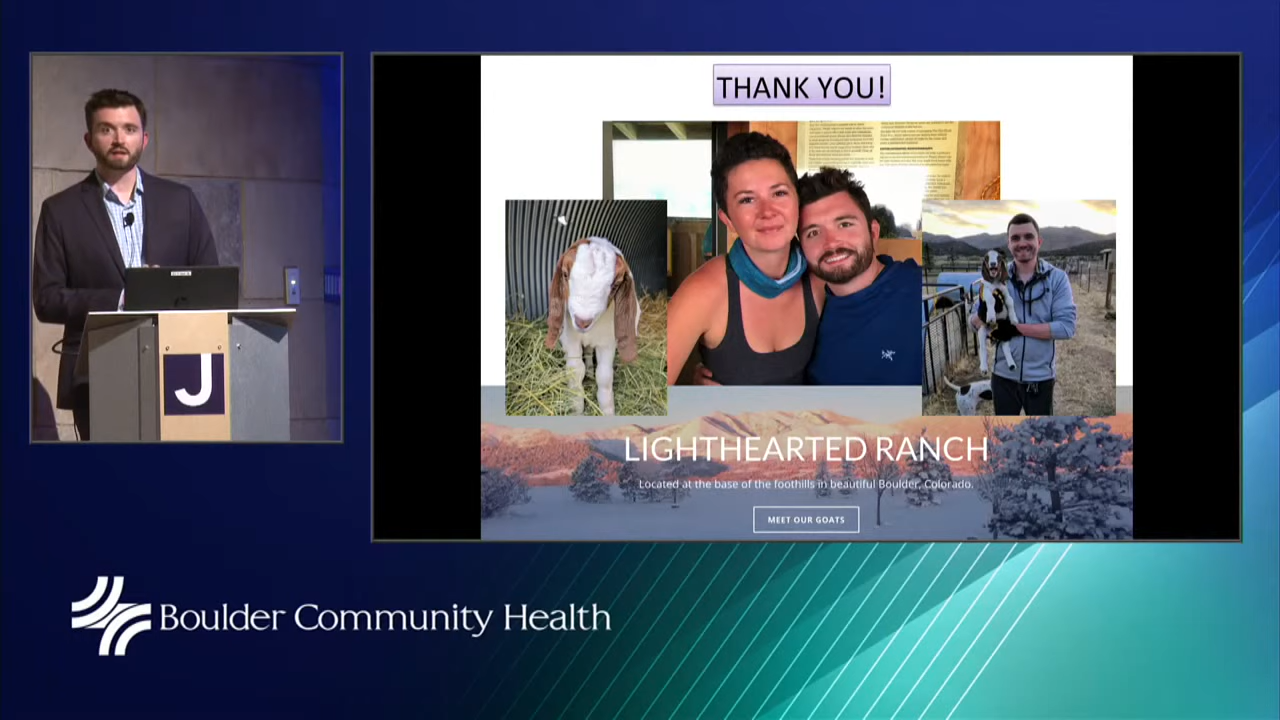 THANK YOU!
LIGHTHEARTED RANCH
Located at the base of the foothills in beautiful Boulder, Colorado.
MEET OUR GOATS
J
Boulder Community Health